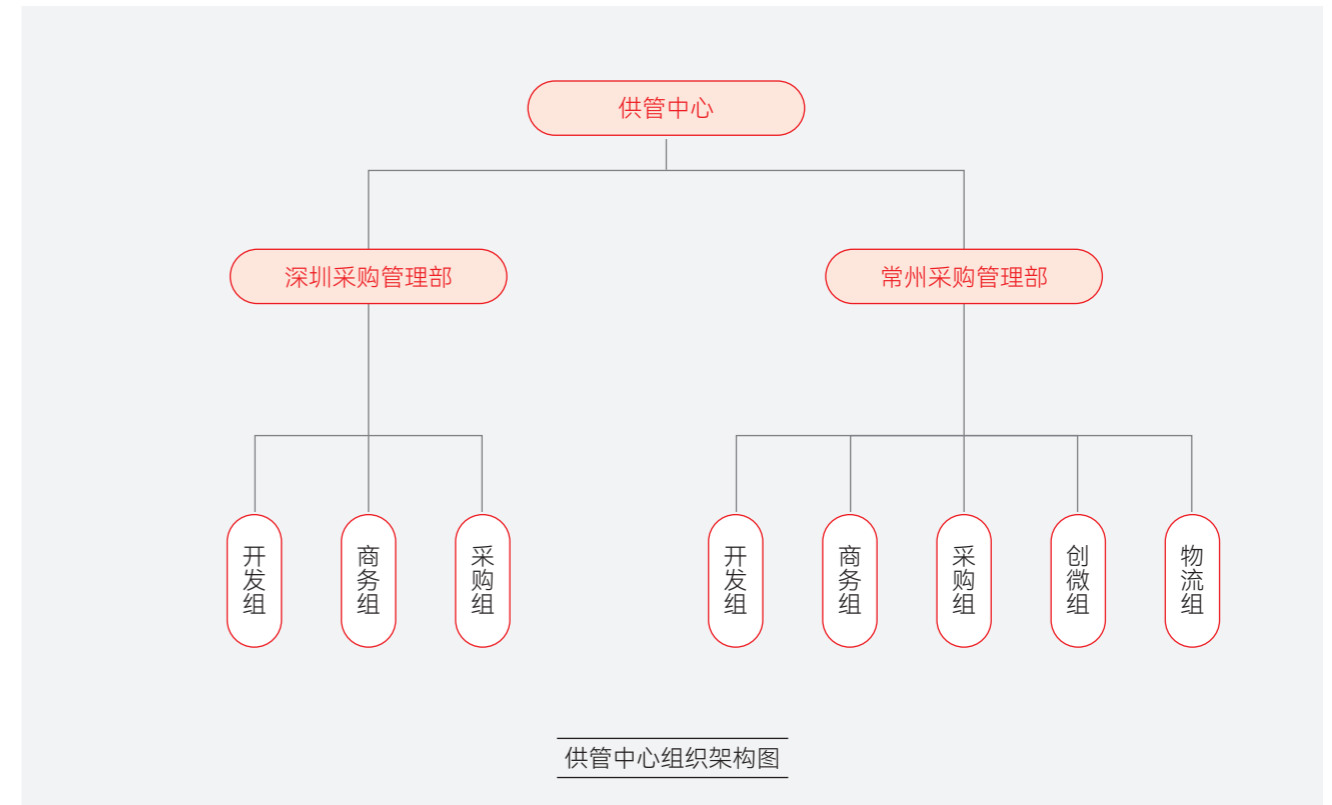 供管中心
深圳采购管理部
常州采购管理部
开发组
商务组
采购组
开发组
商务组
采购组
创微组
物流组
供管中心组织架构图